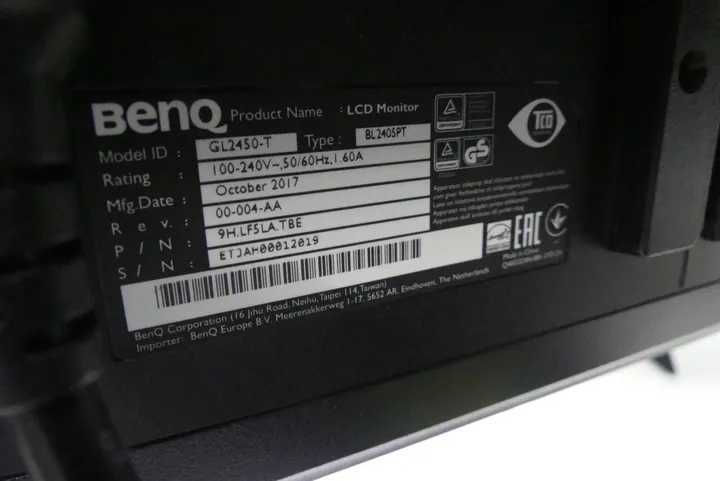 BenQ Product Name : LCD Monitor
Model ID : GL2450-T Type : BL2405PT
Rating : 100-240V~,50/60Hz,1.60A
Mfg.Date : October 2017
R e v. : 00-004-AA
P / N : 9H.LF5LA.TBE
S / N : ETJAH00012019
BenQ Corporation (16 Jihu Road, Neihu, Taipei 114, Taiwan)
Importer: BenQ Europe B.V. Meerenakkerweg 1-17, 5652 AR, Eindhoven, The Netherlands
TCO
GS
EAC
Made in China